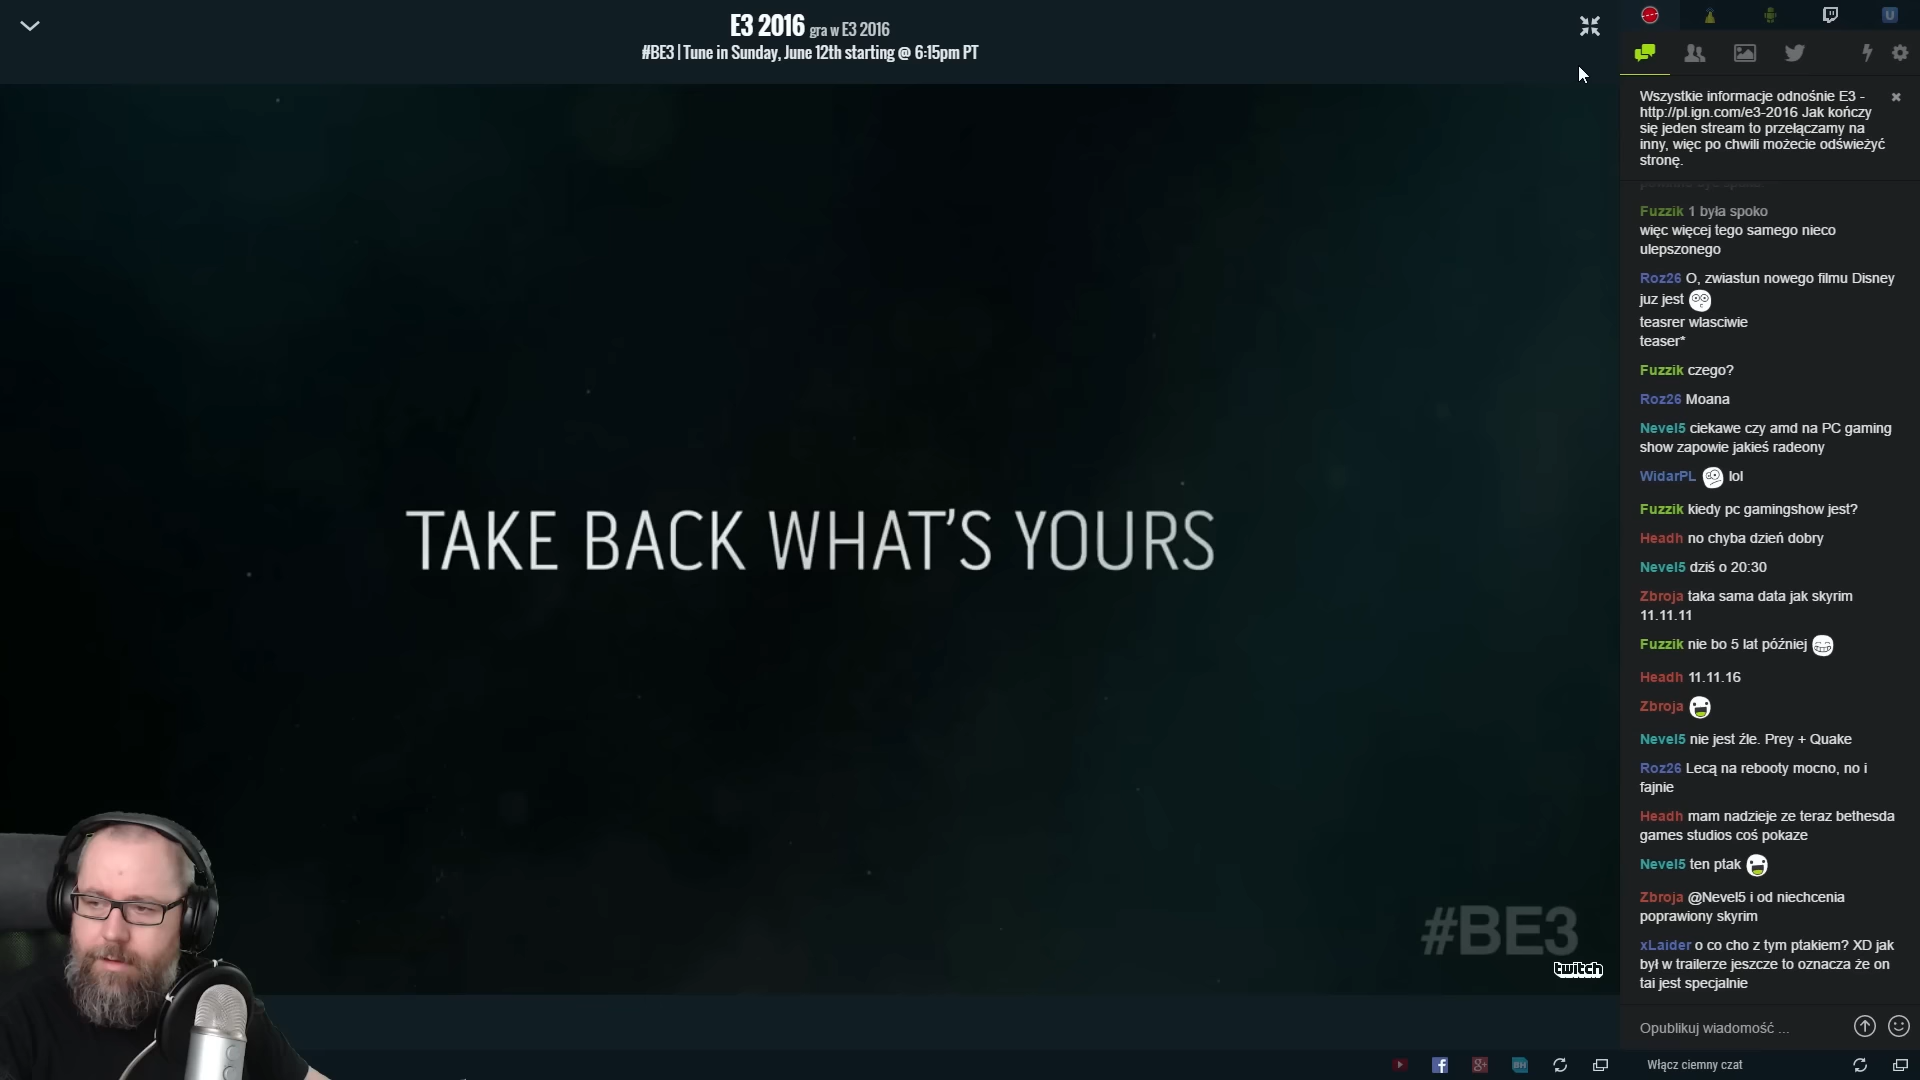 E3 2016 gra w E3 2016
#BE3 | Tune in Sunday, June 12th starting @ 6:15pm PT
TAKE BACK WHAT'S YOURS
#BE3
twitch
Wszystkie informacje odnośnie E3 -
http://pl.ign.com/e3-2016 Jak kończy
się jeden stream to przełączamy na
inny, więc po chwili możecie odświeżyć
stronę.
Fuzzik 1 była spoko
więc więcej tego samego nieco
ulepszonego
Roz26 O, zwiastun nowego filmu Disney
juz jest
teasrer wlasciwie
teaser*
Fuzzik czego?
Roz26 Moana
Nevel5 ciekawe czy amd na PC gaming
show zapowie jakieś radeony
WidarPL lol
Fuzzik kiedy pc gamingshow jest?
Headh no chyba dzień dobry
Nevel5 dziś o 20:30
Zbroja taka sama data jak skyrim
11.11.11
Fuzzik nie bo 5 lat później
Headh 11.11.16
Zbroja
Nevel5 nie jest źle. Prey + Quake
Roz26 Lecą na rebooty mocno, no i
fajnie
Headh mam nadzieje ze teraz bethesda
games studios coś pokaze
Nevel5 ten ptak
Zbroja @Nevel5 i od niechcenia
poprawiony skyrim
xLaider o co cho z tym ptakiem? XD jak
był w trailerze jeszcze to oznacza że on
tai jest specjalnie
Opublikuj wiadomość ...
Włącz ciemny czat